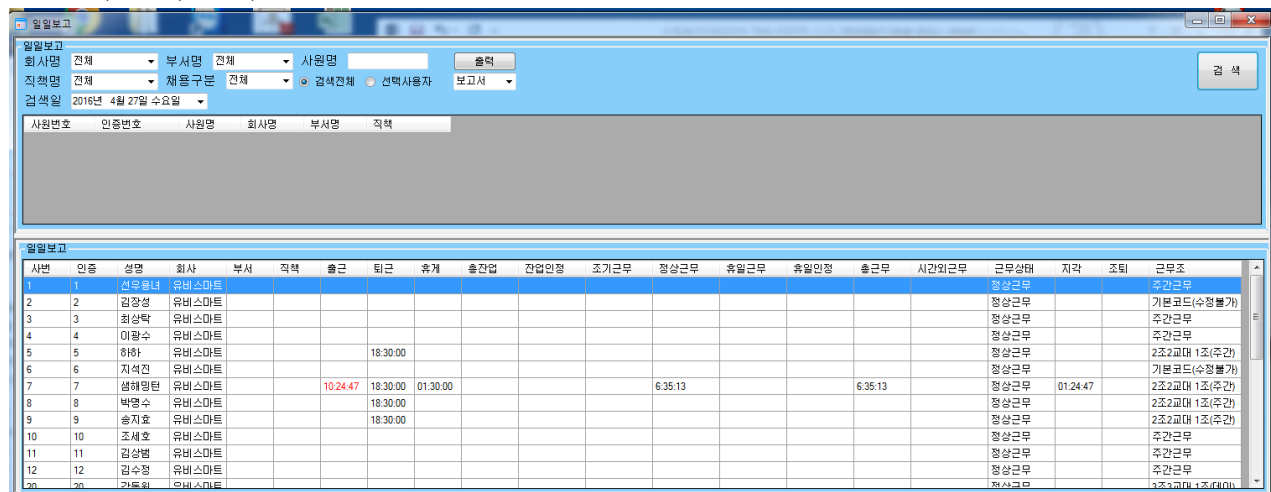 일일보고
일일보고
회사명 전체 부서명 전체 사원명 출력
직책명 전체 채용구분 전체 검색전체 선택사용자 보고서 검 색
검색일 2016년 4월 27일 수요일
사원번호 인증번호 사원명 회사명 부서명 직책
일일보고
사번 인증 성명 회사 부서 직책 출근 퇴근 휴게 총잔업 잔업인정 조기근무 정상근무 휴일근무 휴일인정 총근무 시간외근무 근무상태 지각 조퇴 근무조
1 1 선우용녀 유비스마트 정상근무 주간근무
2 2 김장성 유비스마트 정상근무 기본코드(수정불가)
3 3 최상탁 유비스마트 정상근무 주간근무
4 4 이광수 유비스마트 정상근무 주간근무
5 5 하하 유비스마트 18:30:00 정상근무 2조2교대 1조(주간)
6 6 지석진 유비스마트 정상근무 기본코드(수정불가)
7 7 샘해밍턴 유비스마트 10:24:47 18:30:00 01:30:00 6:35:13 6:35:13 정상근무 01:24:47 2조2교대 1조(주간)
8 8 박명수 유비스마트 18:30:00 정상근무 2조2교대 1조(주간)
9 9 송지효 유비스마트 18:30:00 정상근무 2조2교대 1조(주간)
10 10 조세호 유비스마트 정상근무 주간근무
11 11 김상범 유비스마트 정상근무 주간근무
12 12 김수정 유비스마트 정상근무 주간근무
20 20 유비스마트 정상근무 3조3교대 1조(데이)